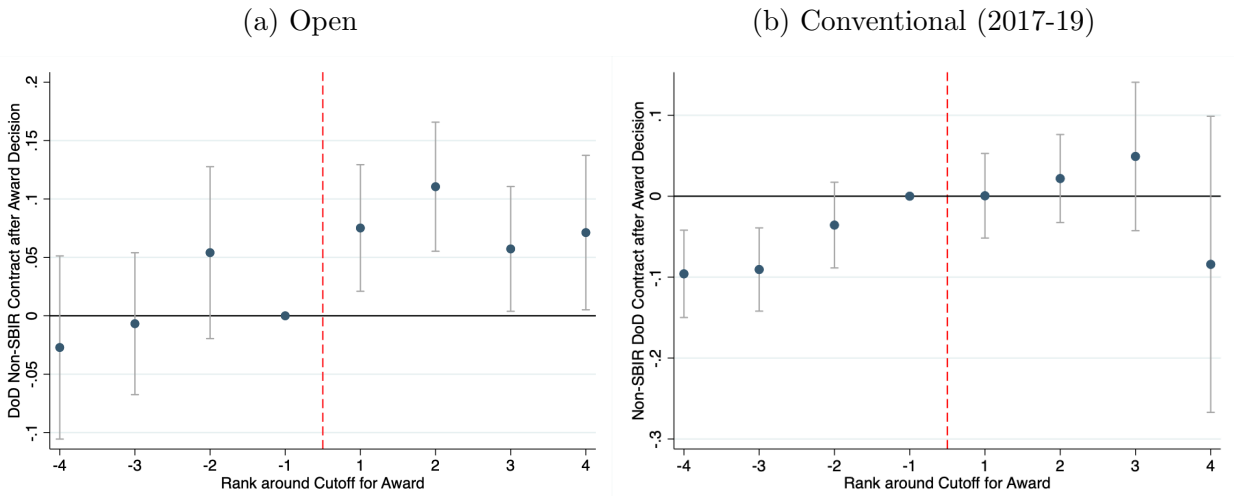 (a) Open
DoD Non-SBIR Contract after Award Decision
.2
.15
.1
.05
0
-.05
-.1
-4 -3 -2 -1 1 2 3 4
Rank around Cutoff for Award
(b) Conventional (2017-19)
Non-SBIR DoD Contract after Award Decision
.1
0
-.1
-.2
-.3
-4 -3 -2 -1 1 2 3 4
Rank around Cutoff for Award